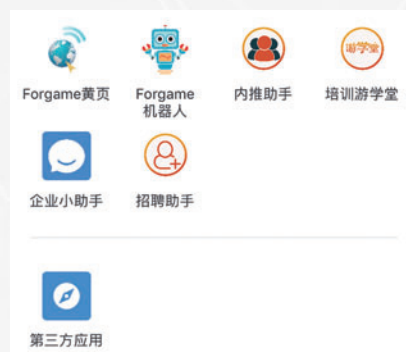 游学堂
Forgame黄页
Forgame
机器人
内推助手
培训游学堂
企业小助手
招聘助手
第三方应用